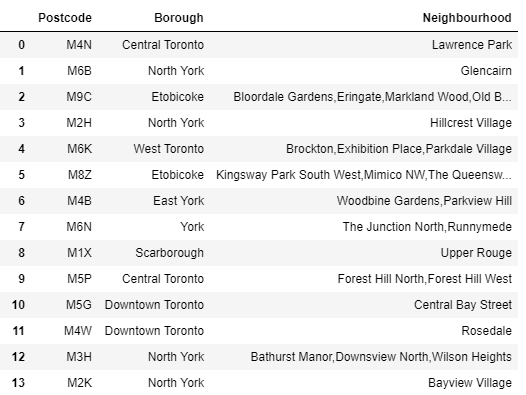 Postcode Borough Neighbourhood
0 M4N Central Toronto Lawrence Park
1 M6B North York Glencairn
2 M9C Etobicoke Bloordale Gardens,Eringate,Markland Wood,Old B...
3 M2H North York Hillcrest Village
4 M6K West Toronto Brockton,Exhibition Place,Parkdale Village
5 M8Z Etobicoke Kingsway Park South West,Mimico NW,The Queensw...
6 M4B East York Woodbine Gardens,Parkview Hill
7 M6N York The Junction North,Runnymede
8 M1X Scarborough Upper Rouge
9 M5P Central Toronto Forest Hill North,Forest Hill West
10 M5G Downtown Toronto Central Bay Street
11 M4W Downtown Toronto Rosedale
12 M3H North York Bathurst Manor,Downsview North,Wilson Heights
13 M2K North York Bayview Village